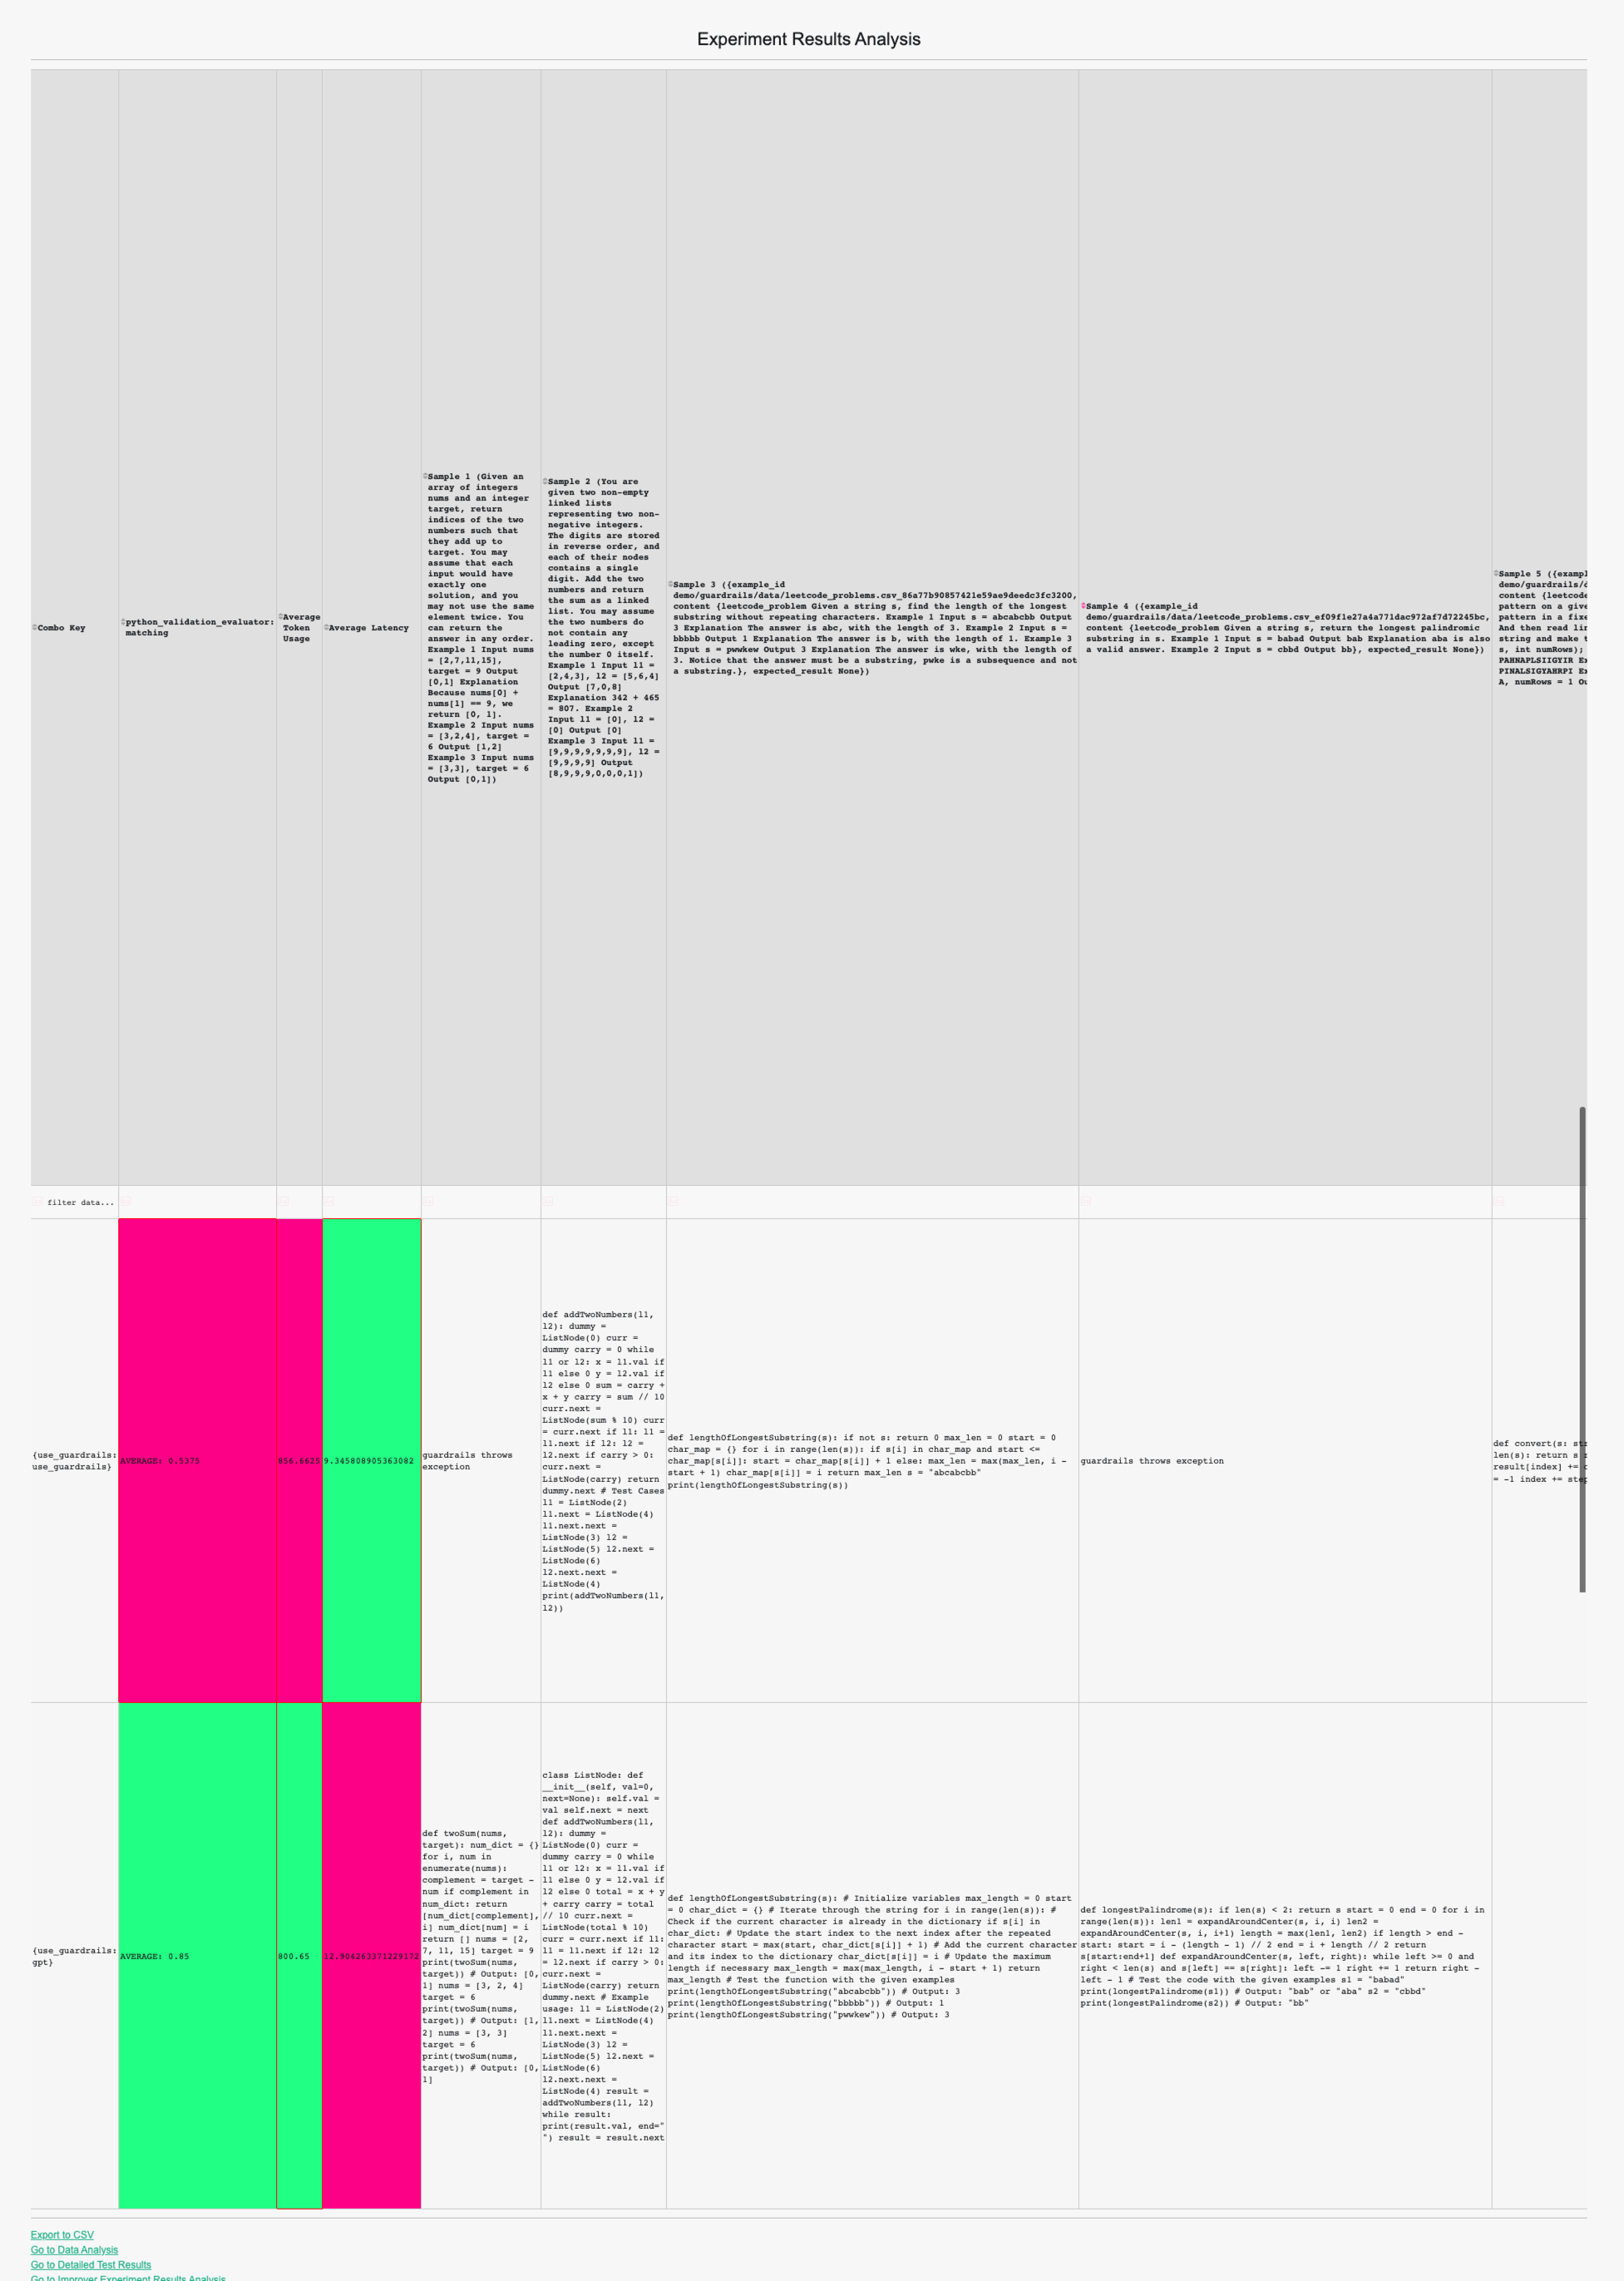 Experiment Results Analysis
Combo Key
python_validation_evaluator:
matching
Average
Token
Usage
Average Latency
Sample 1 (Given an
array of integers
nums and an integer
target, return
indices of the two
numbers such that
they add up to
target. You may
assume that each
input would have
exactly one
solution, and you
may not use the same
element twice. You
can return the
answer in any order.
Example 1 Input nums
= [2,7,11,15],
target = 9 Output
[0,1] Explanation
Because nums[0] +
nums[1] == 9, we
return [0, 1].
Example 2 Input nums
= [3,2,4], target =
6 Output [1,2]
Example 3 Input nums
= [3,3], target = 6
Output [0,1])
Sample 2 (You are
given two non-empty
linked lists
representing two non-
negative integers.
The digits are stored
in reverse order, and
each of their nodes
contains a single
digit. Add the two
numbers and return
the sum as a linked
list. You may assume
the two numbers do
not contain any
leading zero, except
the number 0 itself.
Example 1 Input l1 =
[2,4,3], l2 = [5,6,4]
Output [7,0,8]
Explanation 342 + 465
= 807. Example 2
Input l1 = [0], l2 =
[0] Output [0]
Example 3 Input l1 =
[9,9,9,9,9,9,9], l2 =
[9,9,9,9] Output
[8,9,9,9,0,0,0,1])
Sample 3 ({example_id
demo/guardrails/data/leetcode_problems.csv_86a77b90857421e59ae9deedc3fc3200,
content {leetcode_problem Given a string s, find the length of the longest
substring without repeating characters. Example 1 Input s = abcabcbb Output
3 Explanation The answer is abc, with the length of 3. Example 2 Input s =
bbbbb Output 1 Explanation The answer is b, with the length of 1. Example 3
Input s = pwwkew Output 3 Explanation The answer is wke, with the length of
3. Notice that the answer must be a substring, pwke is a subsequence and not
a substring.}, expected_result None})
Sample 4 ({example_id
demo/guardrails/data/leetcode_problems.csv_ef09f1e27a4a771dac972af7d72245bc,
content {leetcode_problem Given a string s, return the longest palindromic
substring in s. Example 1 Input s = babad Output bab Explanation aba is also
a valid answer. Example 2 Input s = cbbd Output bb}, expected_result None})
Sample 5 ({exampl
demo/guardrails/d
content {leetcode
pattern on a give
pattern in a fixe
And then read lin
string and make t
s, int numRows);
PAHNAPLSIIGYIR Ex
PINALSIGYAHRPI Ex
A, numRows = 1 Ou
filter data...
{use_guardrails:
use_guardrails}
AVERAGE: 0.5375
856.6625
9.345808905363082
guardrails throws
exception
def addTwoNumbers(l1,
l2): dummy =
ListNode(0) curr =
dummy carry = 0 while
l1 or l2: x = l1.val if
l1 else 0 y = l2.val if
l2 else 0 sum = carry +
x + y carry = sum // 10
curr.next =
ListNode(sum % 10) curr
= curr.next if l1: l1 =
l1.next if l2: l2 =
l2.next if carry > 0:
curr.next =
ListNode(carry) return
dummy.next # Test Cases
l1 = ListNode(2)
l1.next = ListNode(4)
l1.next.next =
ListNode(3) l2 =
ListNode(5) l2.next =
ListNode(6)
l2.next.next =
ListNode(4)
print(addTwoNumbers(l1,
l2))
def lengthOfLongestSubstring(s): if not s: return 0 max_len = 0 start = 0
char_map = {} for i in range(len(s)): if s[i] in char_map and start <=
char_map[s[i]]: start = char_map[s[i]] + 1 else: max_len = max(max_len, i -
start + 1) char_map[s[i]] = i return max_len s = "abcabcbb"
print(lengthOfLongestSubstring(s))
guardrails throws exception
def convert(s: str
len(s): return s r
result[index] += c
= -1 index += step
{use_guardrails:
gpt}
AVERAGE: 0.85
800.65
12.904263371229172
def twoSum(nums,
target): num_dict = {}
for i, num in
enumerate(nums):
complement = target -
num if complement in
num_dict: return
[num_dict[complement],
i] num_dict[num] = i
return [] nums = [2,
7, 11, 15] target = 9
print(twoSum(nums,
target)) # Output: [0,
1] nums = [3, 2, 4]
target = 6
print(twoSum(nums,
target)) # Output: [1,
2] nums = [3, 3]
target = 6
print(twoSum(nums,
target)) # Output: [0,
1]
class ListNode: def
__init__(self, val=0,
next=None): self.val =
val self.next = next
def addTwoNumbers(l1,
l2): dummy =
ListNode(0) curr =
dummy carry = 0 while
l1 or l2: x = l1.val if
l1 else 0 y = l2.val if
l2 else 0 total = x + y
+ carry carry = total
// 10 curr.next =
ListNode(total % 10)
curr = curr.next if l1:
l1 = l1.next if l2: l2
= l2.next if carry > 0:
curr.next =
ListNode(carry) return
dummy.next # Example
usage: l1 = ListNode(2)
l1.next = ListNode(4)
l1.next.next =
ListNode(3) l2 =
ListNode(5) l2.next =
ListNode(6)
l2.next.next =
ListNode(4) result =
addTwoNumbers(l1, l2)
while result:
print(result.val, end="
") result = result.next
def lengthOfLongestSubstring(s): # Initialize variables max_length = 0 start
= 0 char_dict = {} # Iterate through the string for i in range(len(s)): #
Check if the current character is already in the dictionary if s[i] in
char_dict: # Update the start index to the next index after the repeated
character start = max(start, char_dict[s[i]] + 1) # Add the current character
and its index to the dictionary char_dict[s[i]] = i # Update the maximum
length if necessary max_length = max(max_length, i - start + 1) return
max_length # Test the function with the given examples
print(lengthOfLongestSubstring("abcabcbb")) # Output: 3
print(lengthOfLongestSubstring("bbbbb")) # Output: 1
print(lengthOfLongestSubstring("pwwkew")) # Output: 3
def longestPalindrome(s): if len(s) < 2: return s start = 0 end = 0 for i in
range(len(s)): len1 = expandAroundCenter(s, i, i) len2 =
expandAroundCenter(s, i, i+1) length = max(len1, len2) if length > end -
start: start = i - (length - 1) // 2 end = i + length // 2 return
s[start:end+1] def expandAroundCenter(s, left, right): while left >= 0 and
right < len(s) and s[left] == s[right]: left -= 1 right += 1 return right -
left - 1 # Test the code with the given examples s1 = "babad"
print(longestPalindrome(s1)) # Output: "bab" or "aba" s2 = "cbbd"
print(longestPalindrome(s2)) # Output: "bb"
Export to CSV
Go to Data Analysis
Go to Detailed Test Results
Go to Improver Experiment Results Analysis